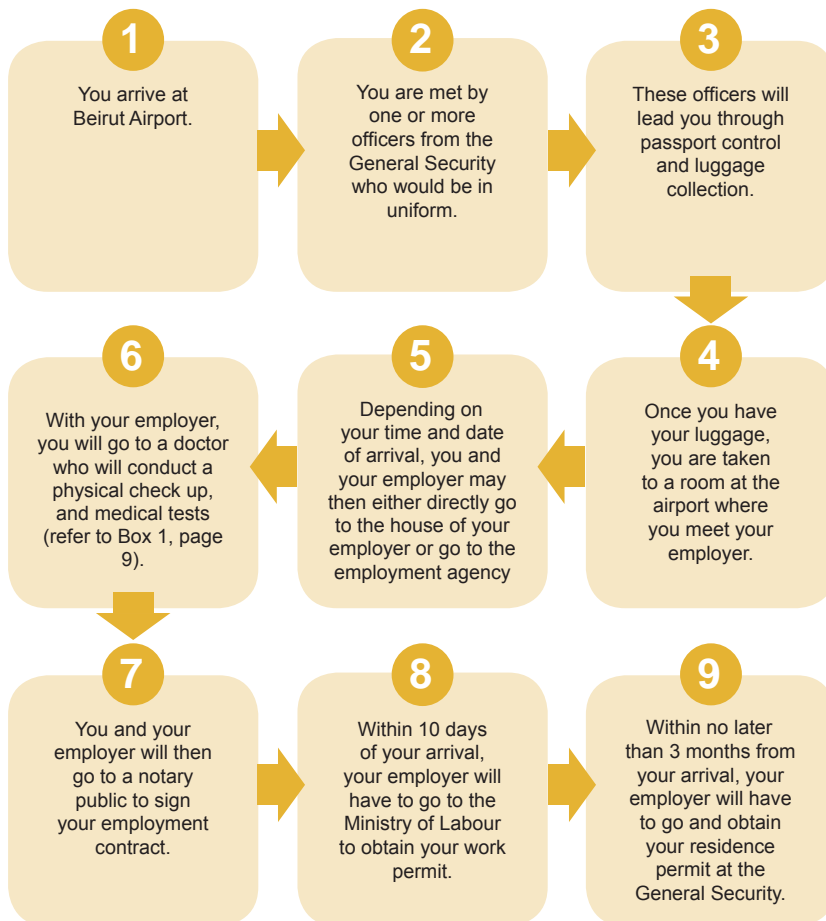 1
You arrive at
Beirut Airport.
2
You are met by
one or more
officers from the
General Security
who would be in
uniform.
3
These officers will
lead you through
passport control
and luggage
collection.
4
Once you have
your luggage,
you are taken
to a room at the
airport where
you meet your
employer.
5
Depending on
your time and date
of arrival, you and
your employer may
then either directly go
to the house of your
employer or go to the
employment agency
6
With your employer,
you will go to a doctor
who will conduct a
physical check up,
and medical tests
(refer to Box 1, page
9).
7
You and your
employer will then
go to a notary
public to sign
your employment
contract.
8
Within 10 days
of your arrival,
your employer will
have to go to the
Ministry of Labour
to obtain your work
permit.
9
Within no later
than 3 months from
your arrival, your
employer will have
to go and obtain
your residence
permit at the
General Security.